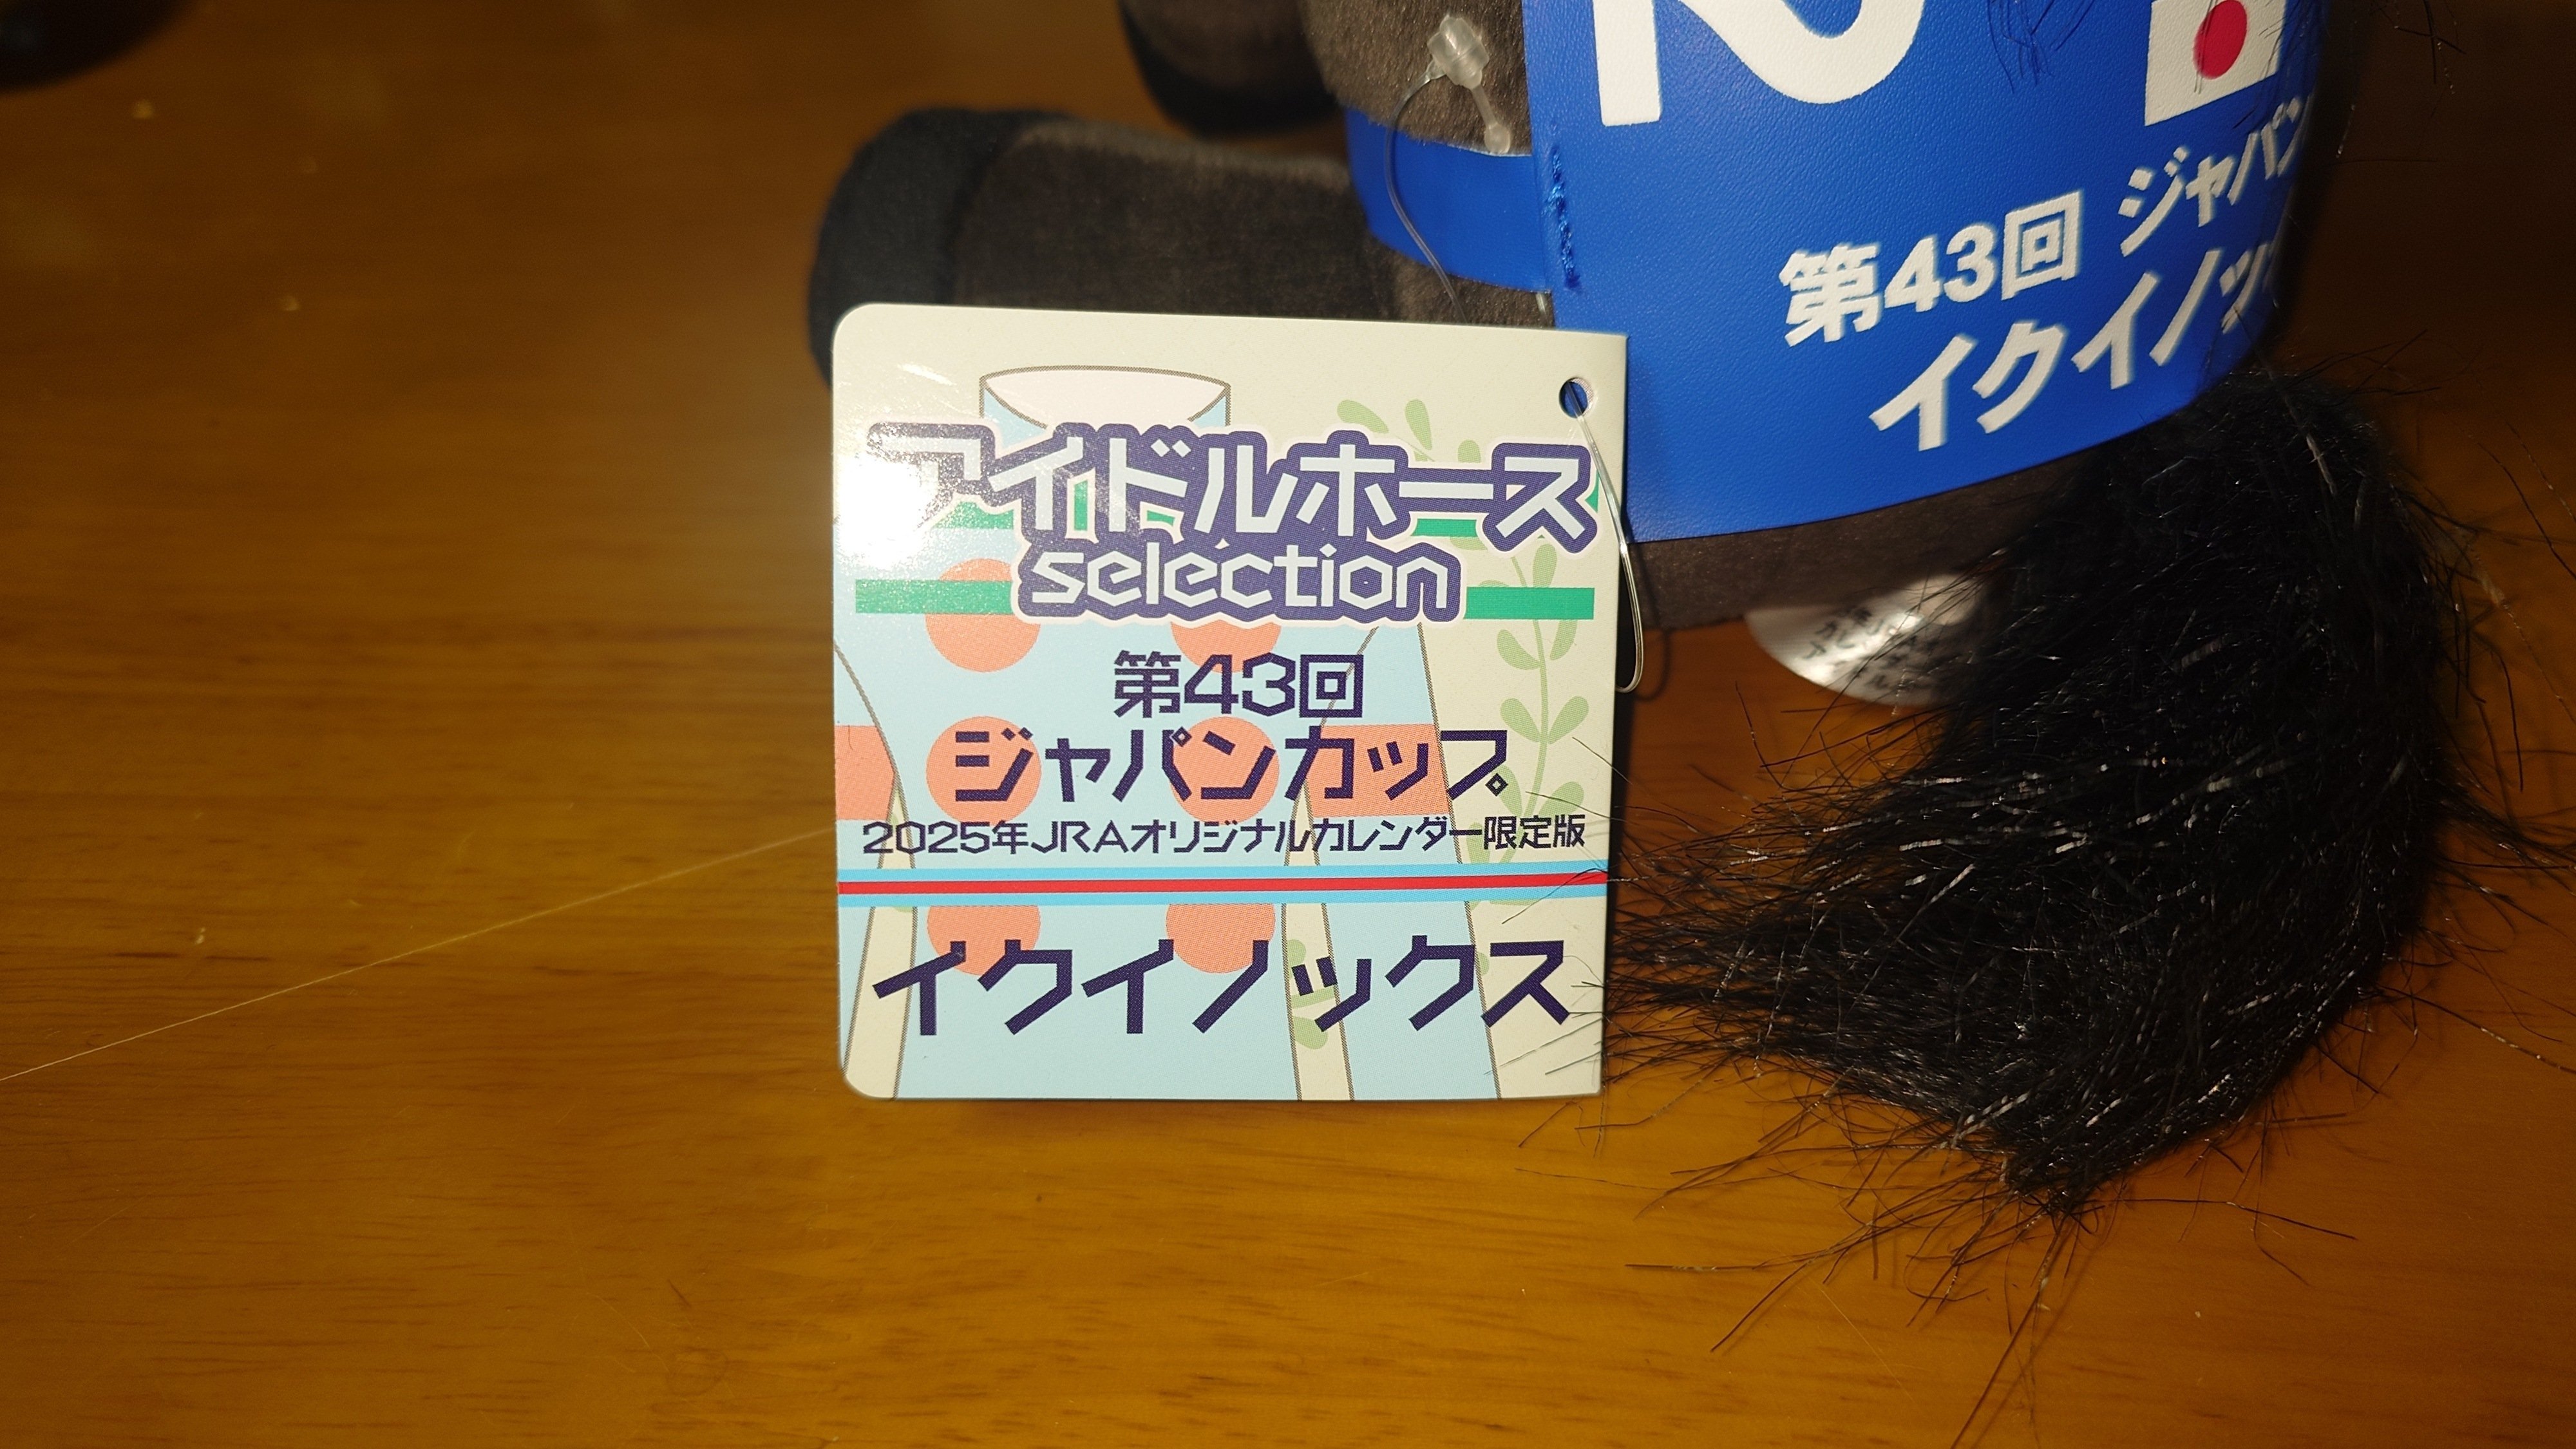 2
第43回 ジャパン
イクイノッ
アイドルホース
selection
第43回
ジャパンカップ
2025年JRAオリジナルカレンダー限定版
イクイノックス